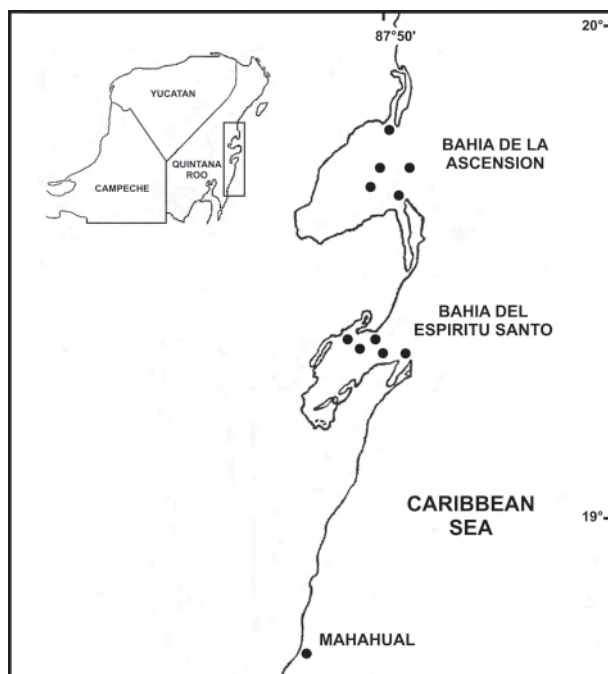 20°
87°50'
YUCATAN
BAHIA DE LA
ASCENSION
QUINTANA
ROO
CAMPECHE
BAHIA DEL
ESPIRITU SANTO
CARIBBEAN
SEA
19°
MAHAHUAL